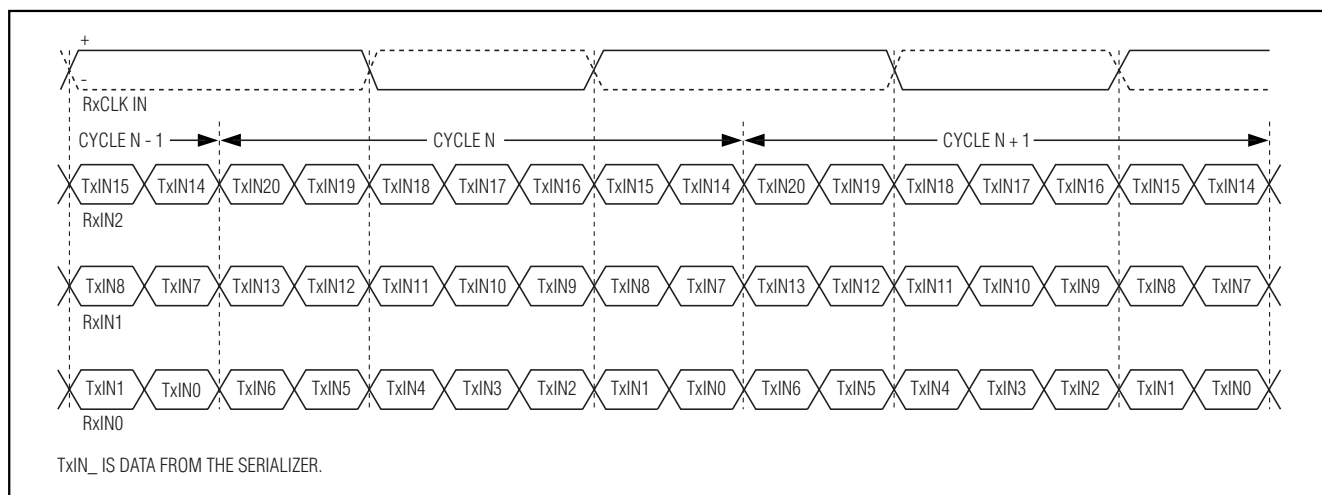 +
-
RxCLK IN
CYCLE N - 1 CYCLE N CYCLE N + 1
TxIN15 TxIN14 TxIN20 TxIN19 TxIN18 TxIN17 TxIN16 TxIN15 TxIN14 TxIN20 TxIN19 TxIN18 TxIN17 TxIN16 TxIN15 TxIN14
RxIN2
TxIN8 TxIN7 TxIN13 TxIN12 TxIN11 TxIN10 TxIN9 TxIN8 TxIN7 TxIN13 TxIN12 TxIN11 TxIN10 TxIN9 TxIN8 TxIN7
RxIN1
TxIN1 TxIN0 TxIN6 TxIN5 TxIN4 TxIN3 TxIN2 TxIN1 TxIN0 TxIN6 TxIN5 TxIN4 TxIN3 TxIN2 TxIN1 TxIN0
RxIN0
TxIN_ IS DATA FROM THE SERIALIZER.